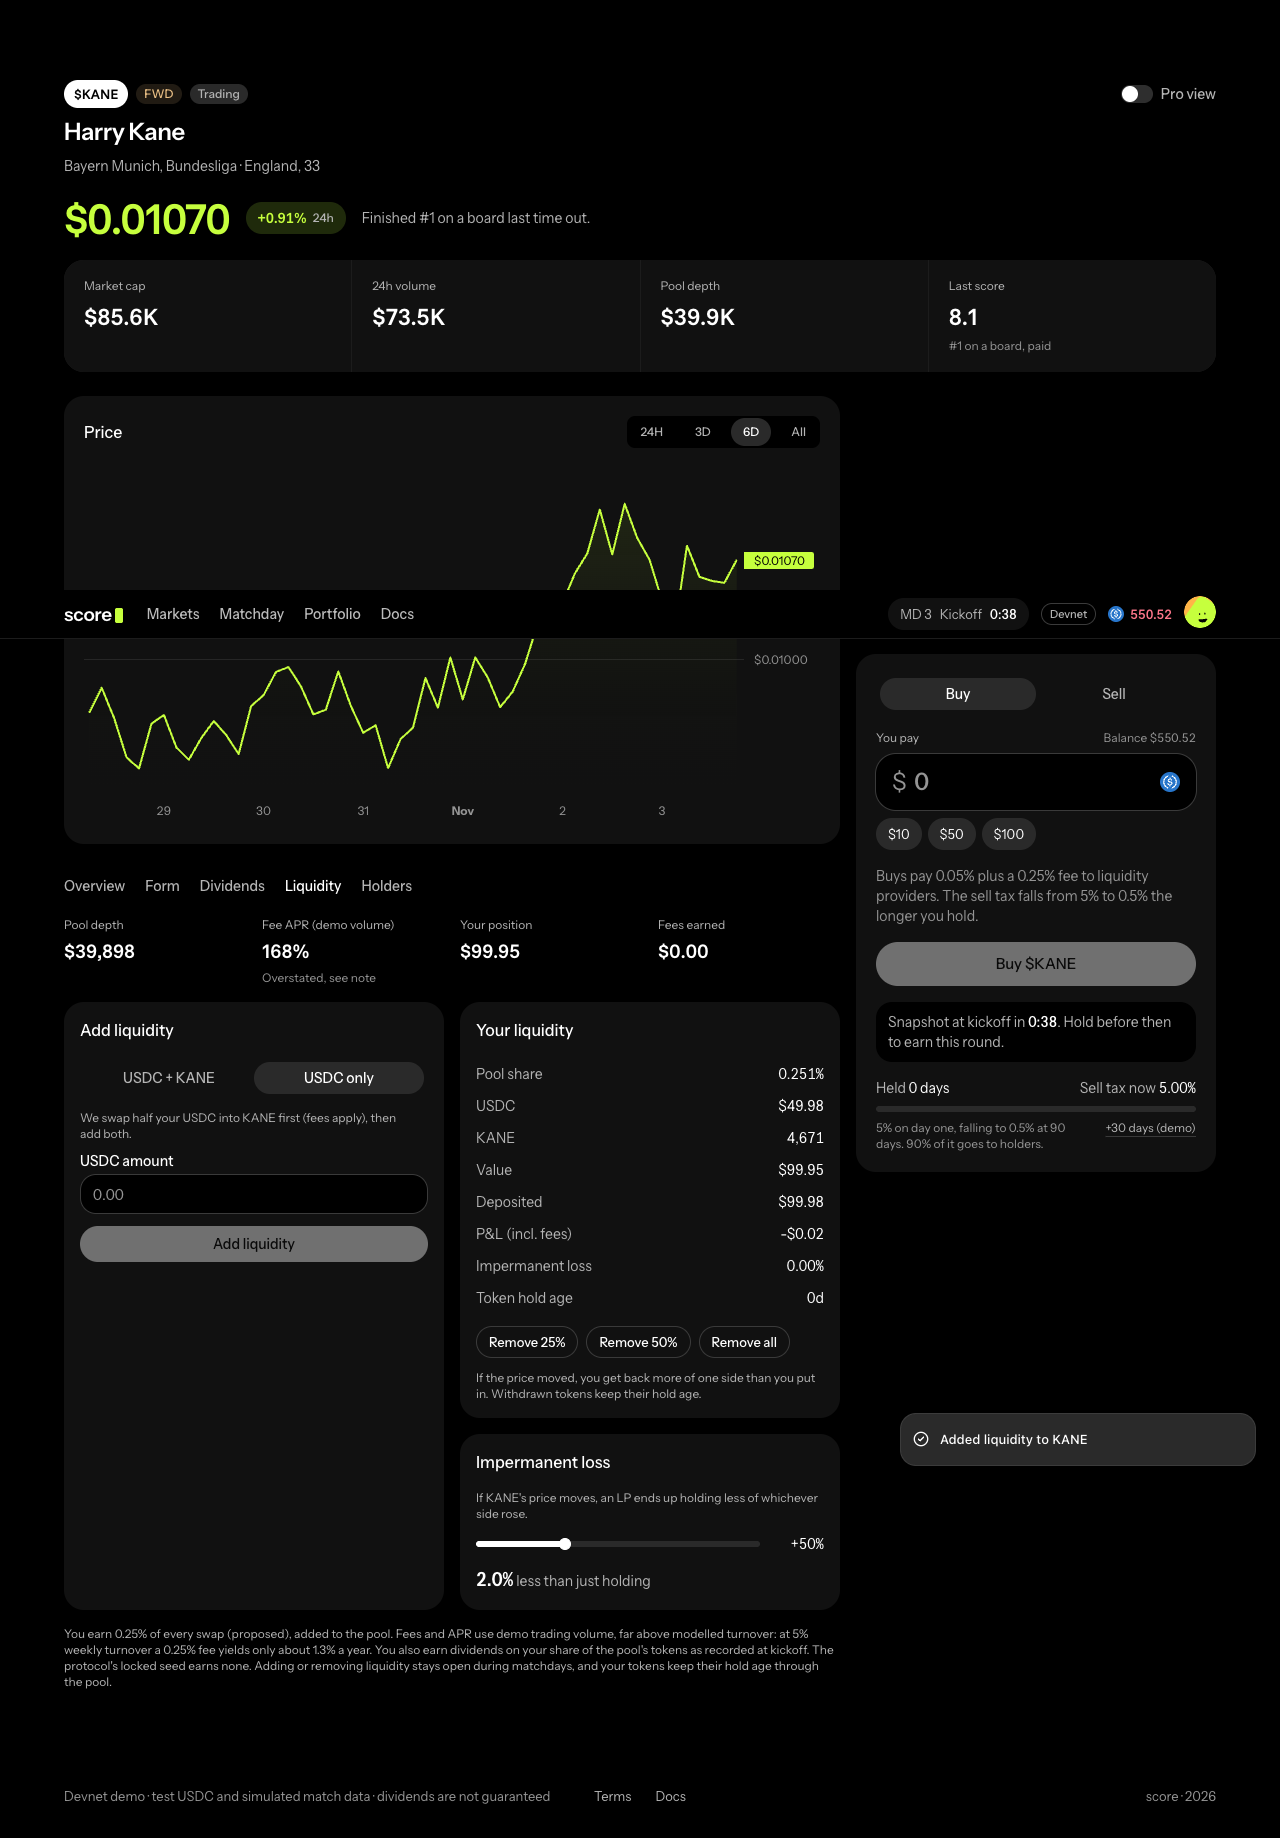 $KANE FWD Trading
Pro view
Harry Kane
Bayern Munich, Bundesliga · England, 33
$0.01070 +0.91% 24h Finished #1 on a board last time out.
Market cap
$85.6K
24h volume
$73.5K
Pool depth
$39.9K
Last score
8.1
#1 on a board, paid
Price
24H 3D 6D All
$0.01070
score Markets Matchday Portfolio Docs
MD 3 Kickoff 0:38 Devnet 550.52
$0.01000
29 30 31 Nov 2 3
Buy Sell
You pay Balance $550.52
$ 0
$10 $50 $100
Buys pay 0.05% plus a 0.25% fee to liquidity
providers. The sell tax falls from 5% to 0.5% the
longer you hold.
Buy $KANE
Snapshot at kickoff in 0:38. Hold before then
to earn this round.
Held 0 days Sell tax now 5.00%
5% on day one, falling to 0.5% at 90
days. 90% of it goes to holders.
+30 days (demo)
Overview Form Dividends Liquidity Holders
Pool depth
$39,898
Fee APR (demo volume)
168%
Overstated, see note
Your position
$99.95
Fees earned
$0.00
Add liquidity
USDC + KANE USDC only
We swap half your USDC into KANE first (fees apply), then
add both.
USDC amount
0.00
Add liquidity
Your liquidity
Pool share 0.251%
USDC $49.98
KANE 4,671
Value $99.95
Deposited $99.98
P&L (incl. fees) -$0.02
Impermanent loss 0.00%
Token hold age 0d
Remove 25% Remove 50% Remove all
If the price moved, you get back more of one side than you put
in. Withdrawn tokens keep their hold age.
Added liquidity to KANE
Impermanent loss
If KANE's price moves, an LP ends up holding less of whichever
side rose.
+50%
2.0% less than just holding
You earn 0.25% of every swap (proposed), added to the pool. Fees and APR use demo trading volume, far above modelled turnover: at 5%
weekly turnover a 0.25% fee yields only about 1.3% a year. You also earn dividends on your share of the pool's tokens as recorded at kickoff. The
protocol's locked seed earns none. Adding or removing liquidity stays open during matchdays, and your tokens keep their hold age through
the pool.
Devnet demo · test USDC and simulated match data · dividends are not guaranteed Terms Docs score · 2026